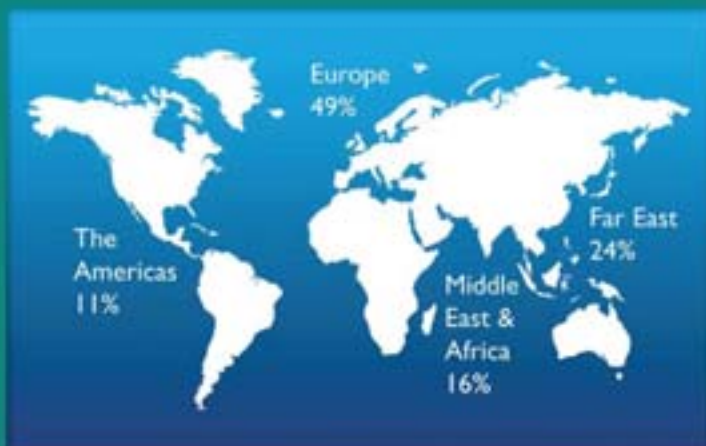 Europe
49%
The
Americas
11%
Far East
24%
Middle
East &
Africa
16%